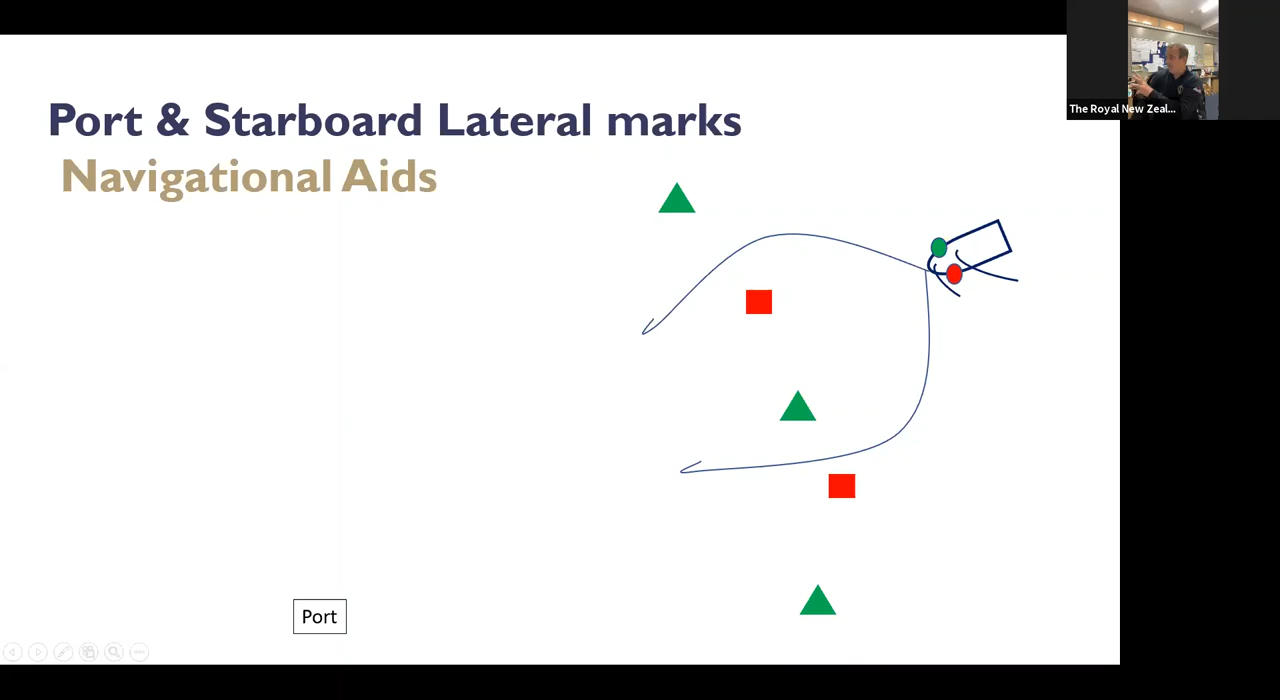 Port & Starboard Lateral marks
Navigational Aids
The Royal New Zeal...
Port